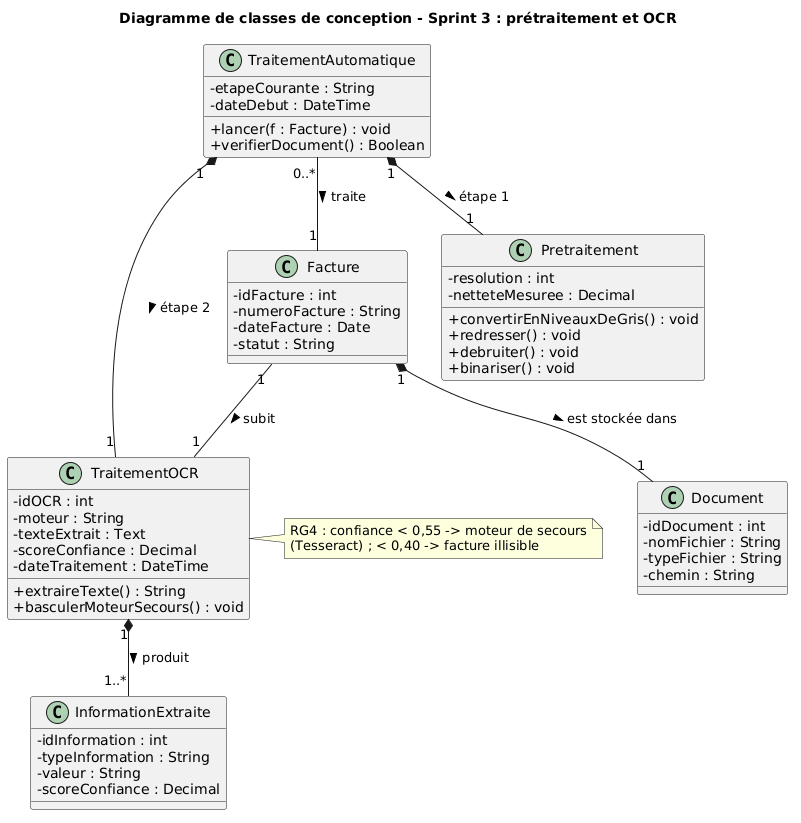 Diagramme de classes de conception - Sprint 3 : prétraitement et OCR
C TraitementAutomatique
-etapeCourante : String
-dateDebut : DateTime
+lancer(f : Facture) : void
+verifierDocument() : Boolean
1
0..*
1
traite
étape 1
1
1
C Facture
-idFacture : int
-numeroFacture : String
-dateFacture : Date
-statut : String
C Pretraitement
-resolution : int
-netteteMesuree : Decimal
+convertirEnNiveauxDeGris() : void
+redresser() : void
+debruiter() : void
+binariser() : void
étape 2
1
1
subit
est stockée dans
1
1
1
C TraitementOCR
-idOCR : int
-moteur : String
-texteExtrait : Text
-scoreConfiance : Decimal
-dateTraitement : DateTime
+extraireTexte() : String
+basculerMoteurSecours() : void
RG4 : confiance < 0,55 -> moteur de secours
(Tesseract) ; < 0,40 -> facture illisible
C Document
-idDocument : int
-nomFichier : String
-typeFichier : String
-chemin : String
1
produit
1..*
C InformationExtraite
-idInformation : int
-typeInformation : String
-valeur : String
-scoreConfiance : Decimal